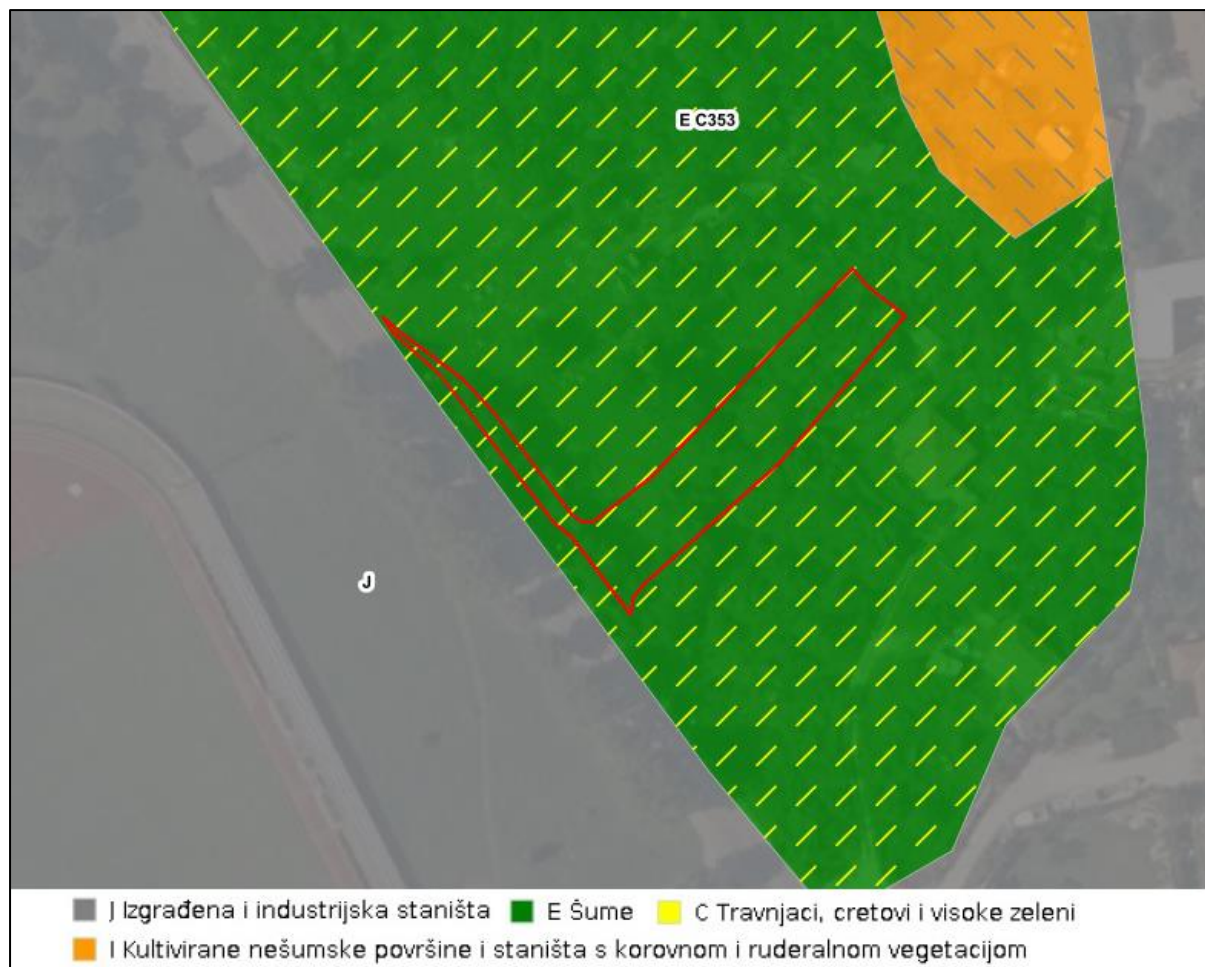 E C353
J
J Izgrađena i industrijska staništa E Šume C Travnjaci, cretovi i visoke zeleni
I Kultivirane nešumske površine i staništa s korovnom i ruderalnom vegetacijom